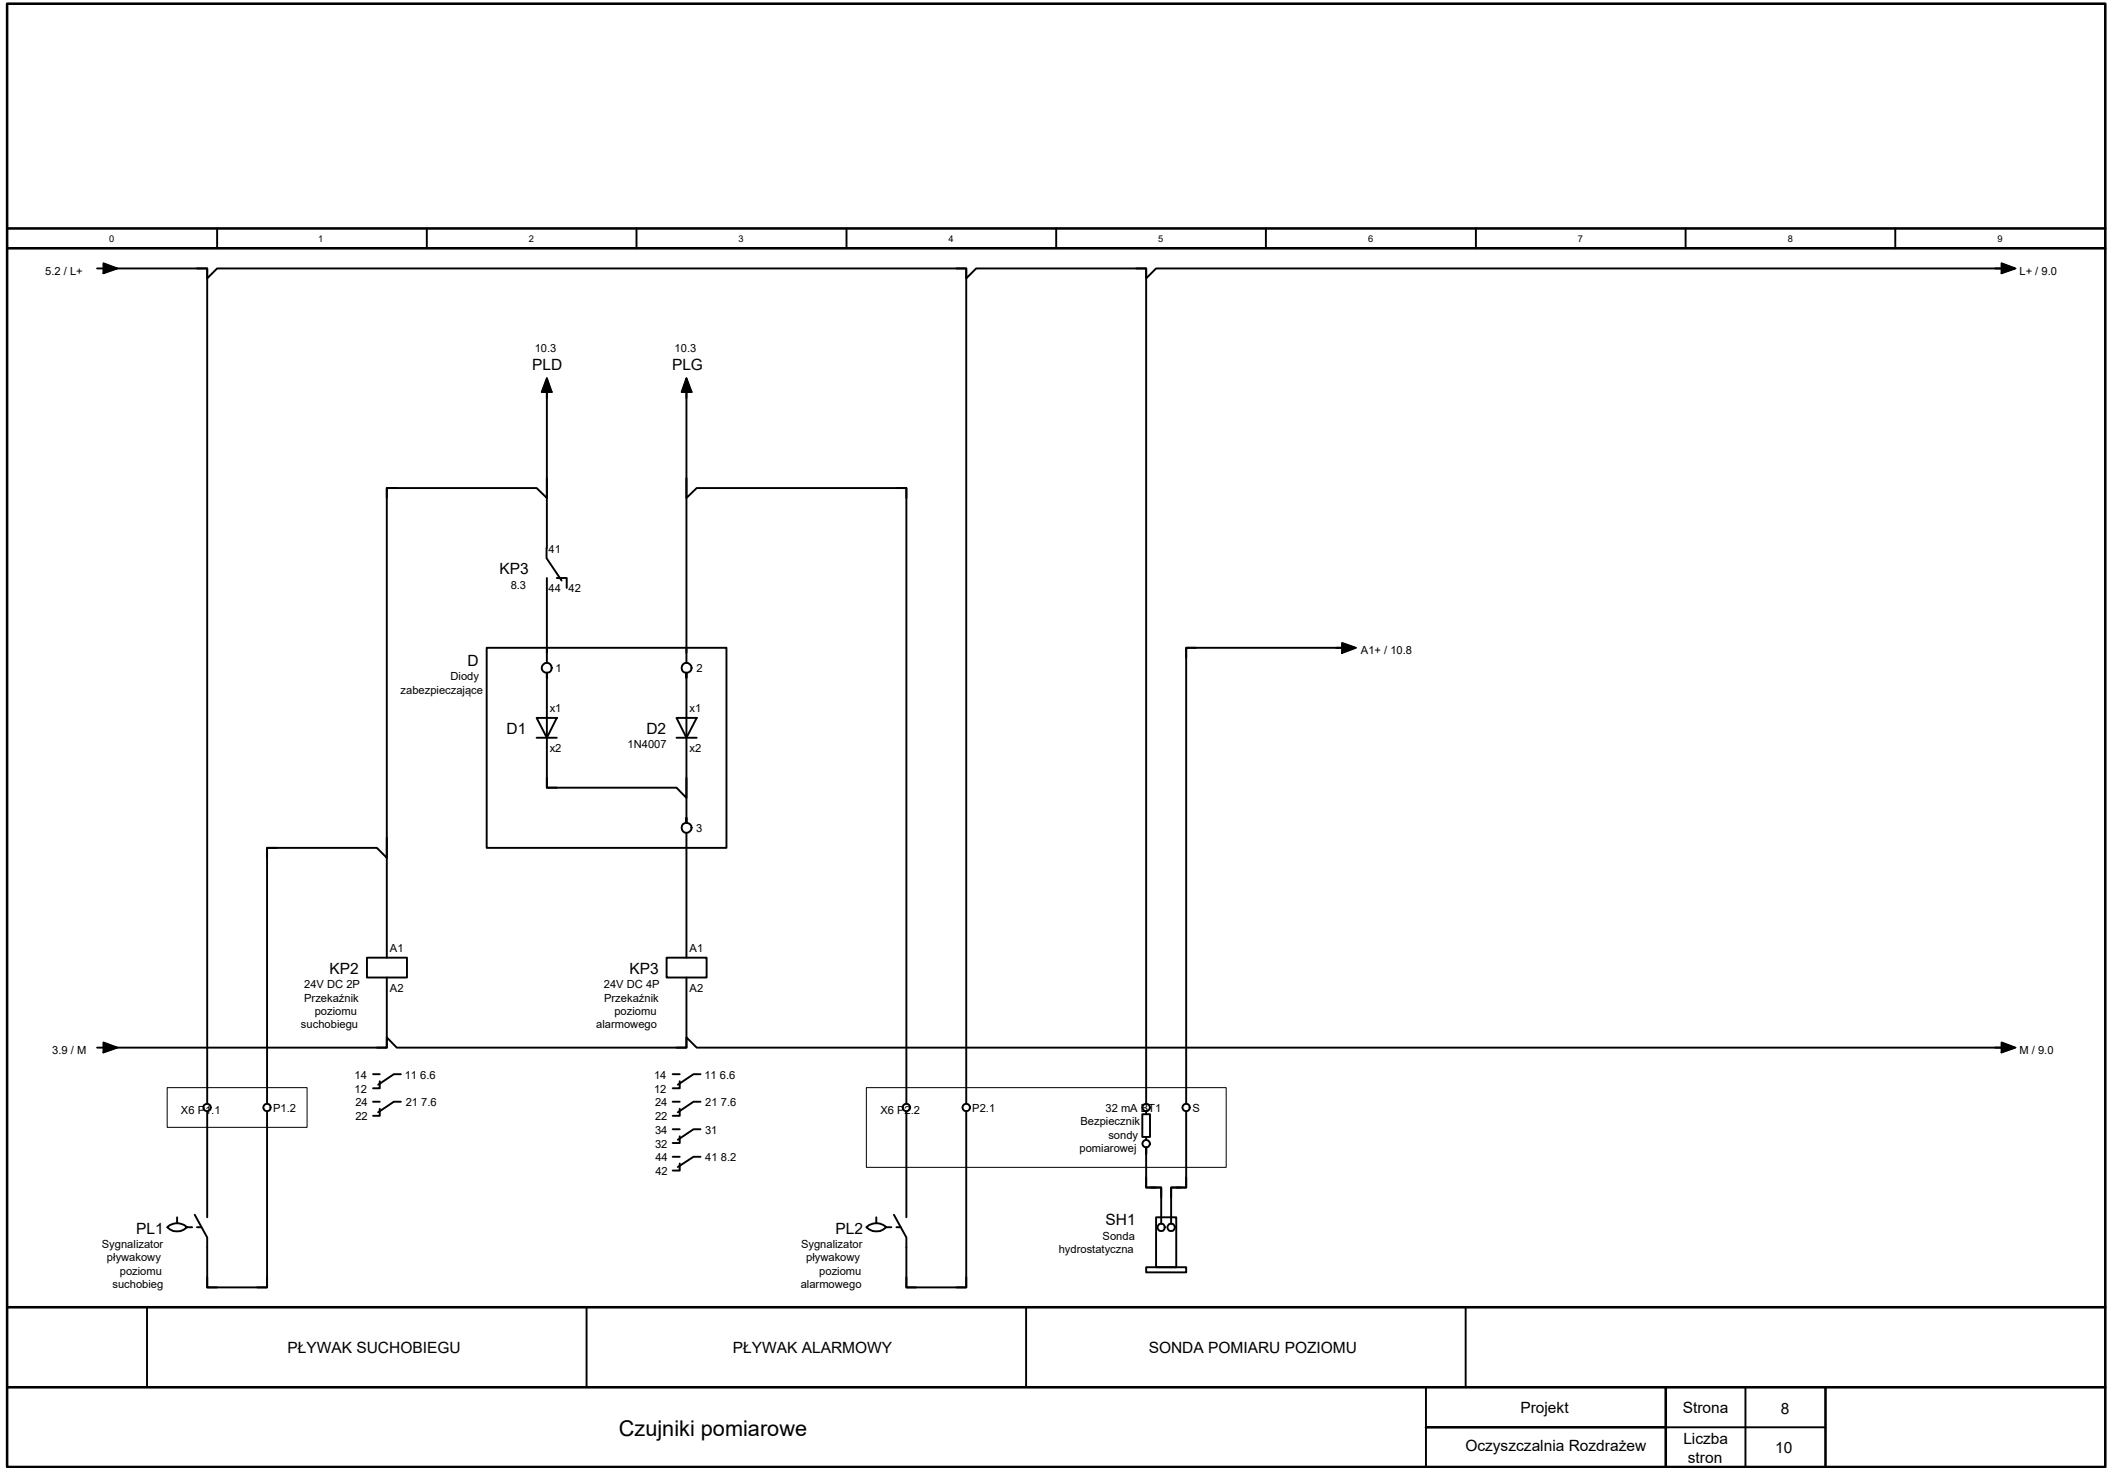 0 1 2 3 4 5 6 7 8 9
5.2 / L+
L+ / 9.0
10.3
PLD
10.3
PLG
41
KP3
8.3
44 42
D
Diody
zabezpieczające
1
2
x1
D1
x2
x1
D2
1N4007
x2
3
A1+ / 10.8
A1
KP2
24V DC 2P
A2
Przekaźnik
poziomu
suchobiegu
A1
KP3
24V DC 4P
A2
Przekaźnik
poziomu
alarmowego
3.9 / M
M / 9.0
14 11 6.6
12
24 21 7.6
22
14 11 6.6
12
24 21 7.6
22
34 31
32
44 41 8.2
42
X6 P1.1
P1.2
X6 P2.2
P2.1
32 mA BT1
Bezpiecznik
sondy
pomiarowej
S
PL1
Sygnalizator
pływakowy
poziomu
suchobieg
PL2
Sygnalizator
pływakowy
poziomu
alarmowego
SH1
Sonda
hydrostatyczna
PŁYWAK SUCHOBIEGU
PŁYWAK ALARMOWY
SONDA POMIARU POZIOMU
Czujniki pomiarowe
Projekt
Oczyszczalnia Rozdrażew
Strona
8
Liczba
stron
10